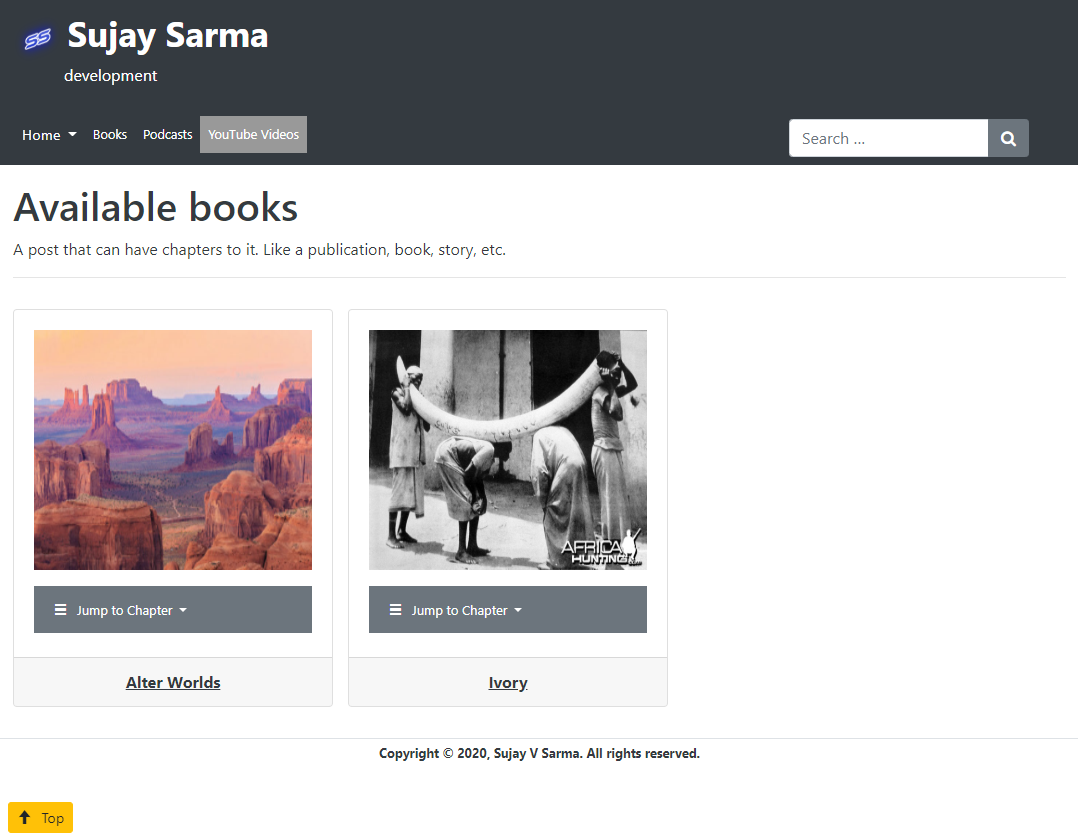 SS Sujay Sarma
development
Home Books Podcasts YouTube Videos Search ...
Available books
A post that can have chapters to it. Like a publication, book, story, etc.
AFRICA
HUNTING.com
Jump to Chapter Jump to Chapter
Alter Worlds Ivory
Copyright © 2020, Sujay V Sarma. All rights reserved.
Top